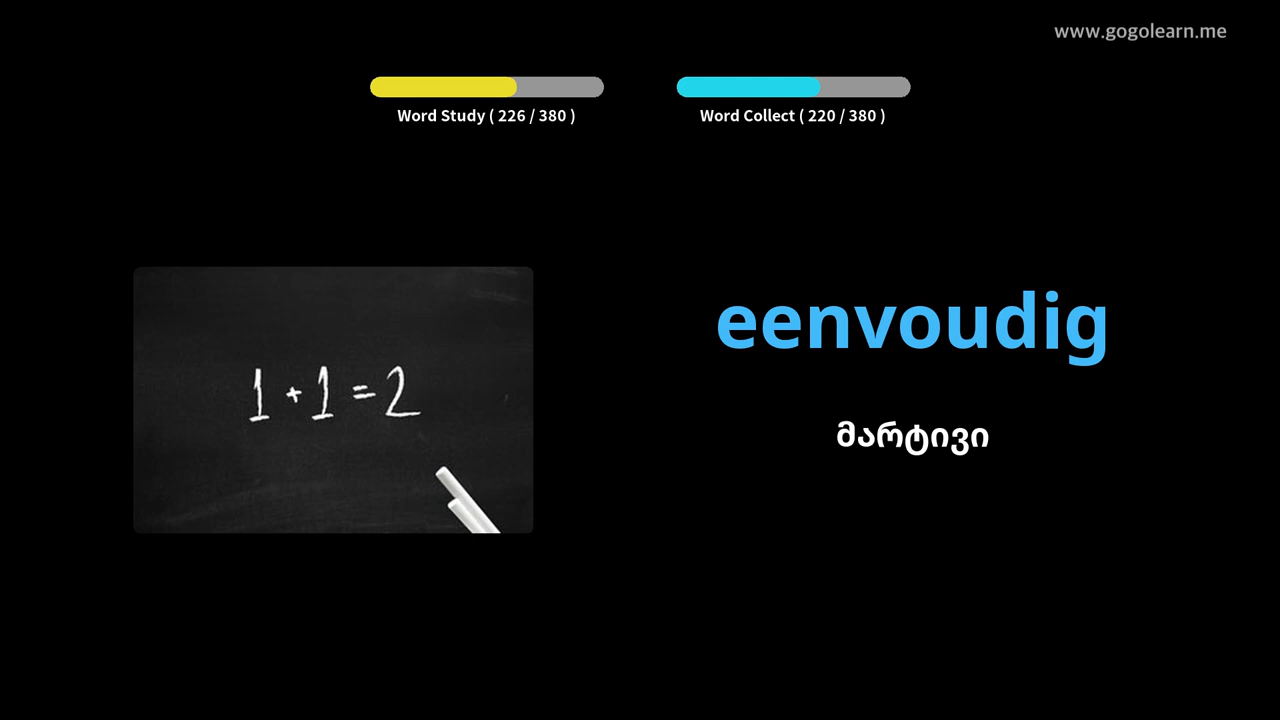 www.gogolearn.me
Word Study ( 226 / 380 )
Word Collect ( 220 / 380 )
1 + 1 = 2
eenvoudig
მარტივი